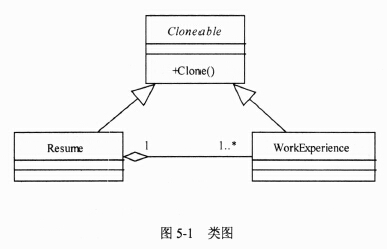 Cloneable
+Clone()
Resume
1
1..*
WorkExperience
图 5-1 类图